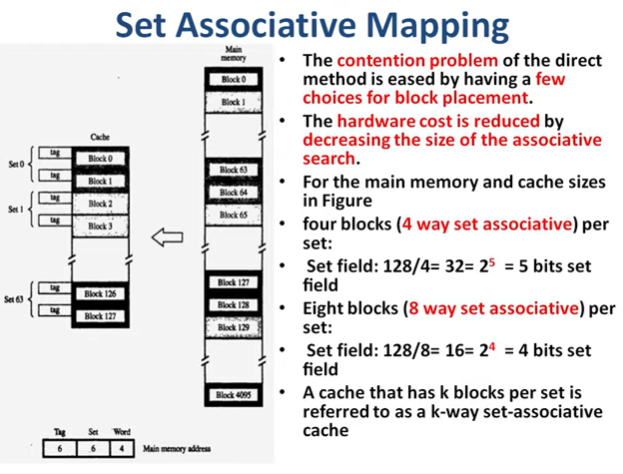 Set Associative Mapping
Main
memory
Block 0
Block 1
Cache
tag
Block 0
Set 0
tag
Block 1
tag
Block 2
Set 1
tag
Block 3
Block 63
Block 64
Block 65
tag
Block 126
Set 63
tag
Block 127
Block 127
Block 128
Block 129
Block 4095
Tag Set Word
6 6 4 Main memory address
• The contention problem of the direct
method is eased by having a few
choices for block placement.
• The hardware cost is reduced by
decreasing the size of the associative
search.
• For the main memory and cache sizes
in Figure
• four blocks (4 way set associative) per
set:
• Set field: 128/4= 32= 2⁵ = 5 bits set
field
• Eight blocks (8 way set associative) per
set:
• Set field: 128/8= 16= 2⁴ = 4 bits set
field
• A cache that has k blocks per set is
referred to as a k-way set-associative
cache